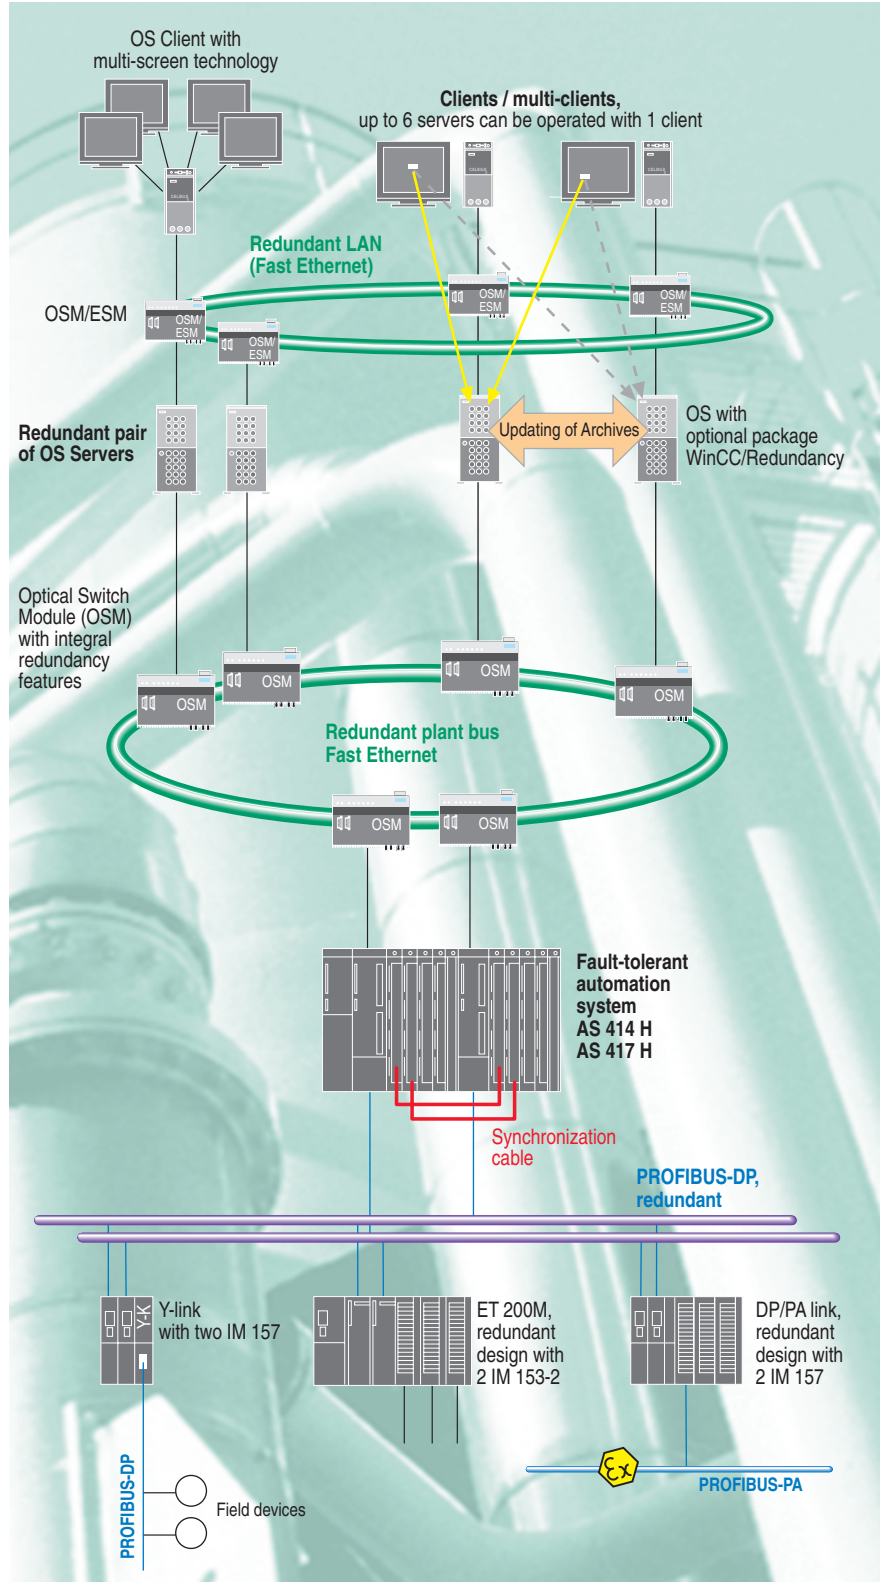 OS Client with
multi-screen technology
Clients / multi-clients,
up to 6 servers can be operated with 1 client
CELSIUS
CELSIUS
CELSIUS
Redundant LAN
(Fast Ethernet)
OSM/ESM
OSM/
ESM
OSM/
ESM
OSM/
ESM
OSM/
ESM
Redundant pair
of OS Servers
Updating of Archives
OS with
optional package
WinCC/Redundancy
Optical Switch
Module (OSM)
with integral
redundancy
features
OSM
OSM
OSM
OSM
Redundant plant bus
Fast Ethernet
OSM
OSM
Fault-tolerant
automation
system
AS 414 H
AS 417 H
Synchronization
cable
PROFIBUS-DP,
redundant
Y-K
Y-link
with two IM 157
ET 200M,
redundant
design with
2 IM 153-2
DP/PA link,
redundant
design with
2 IM 157
Ex
PROFIBUS-PA
PROFIBUS-DP
Field devices